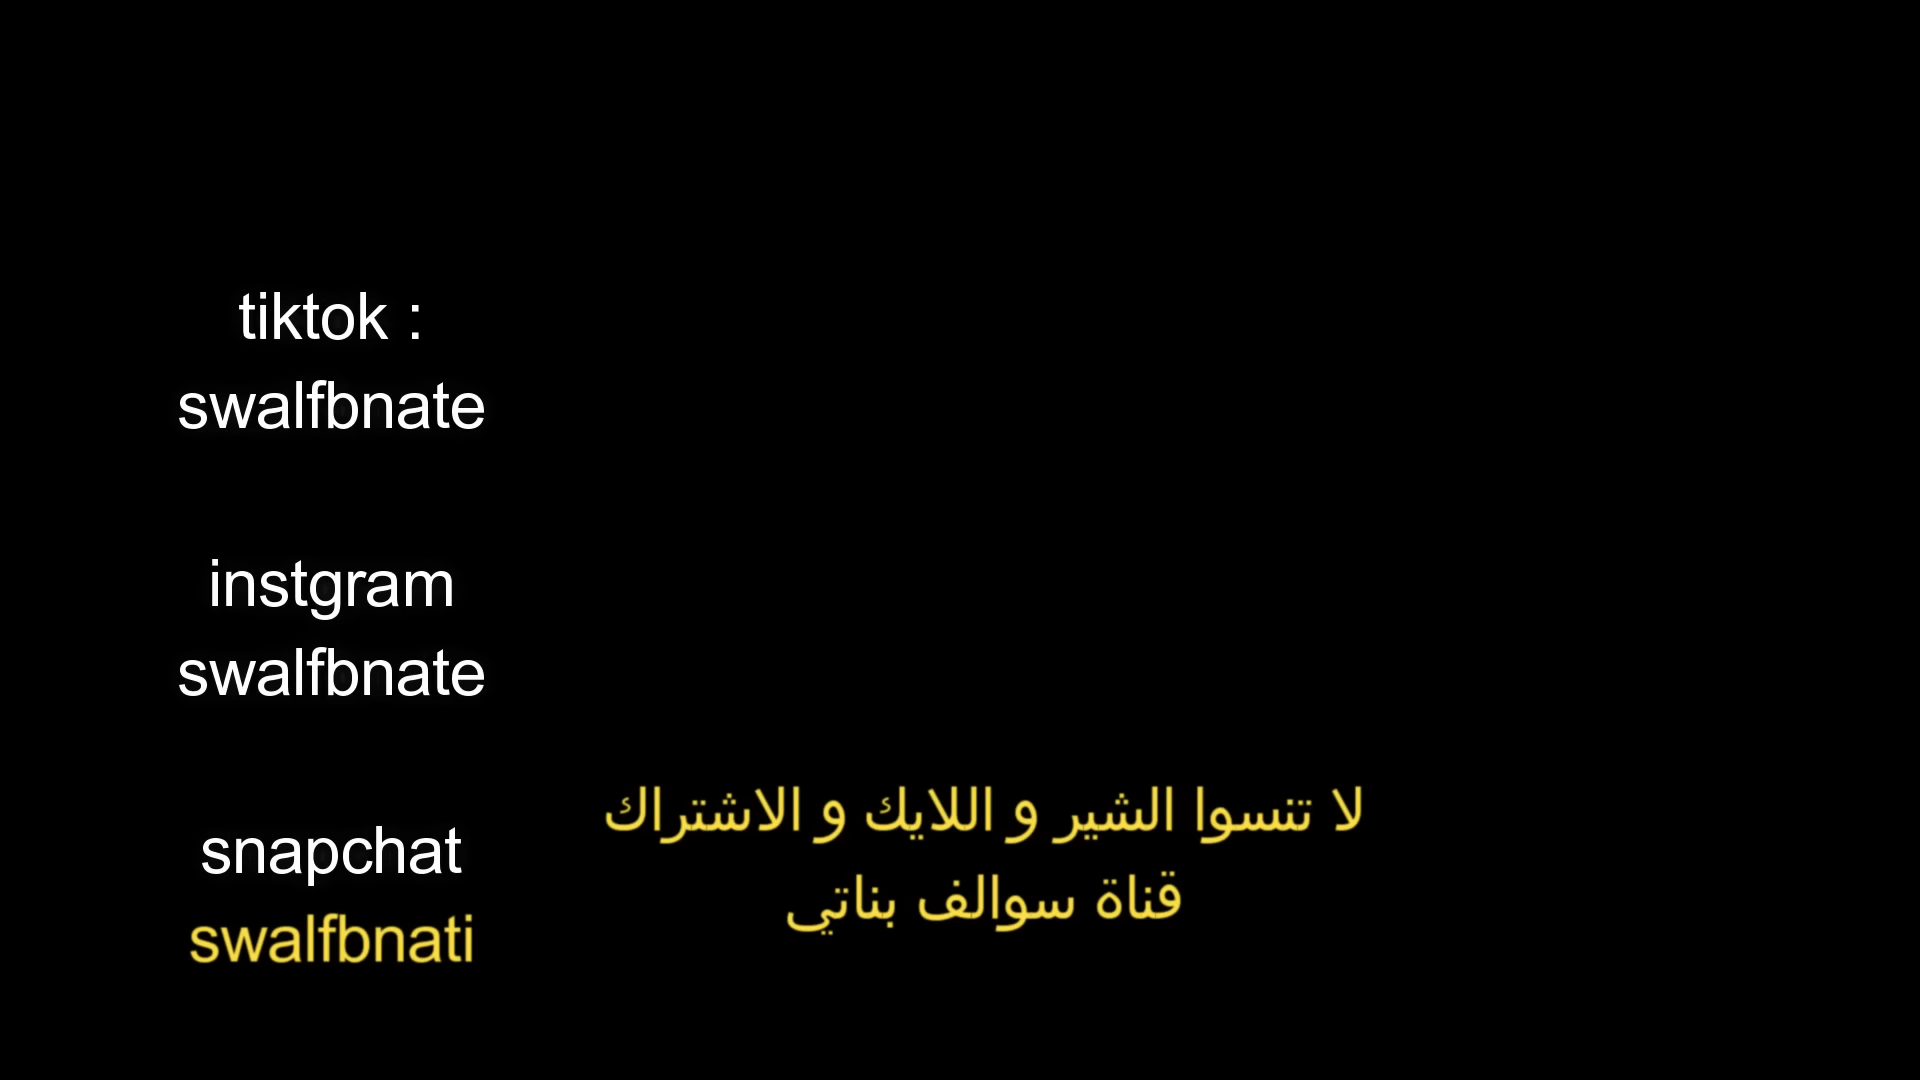 tiktok :
swalfbnate
instgram
swalfbnate
snapchat
swalfbnati
لا تنسوا الشير و اللايك و الاشتراك
قناة سوالف بناتي